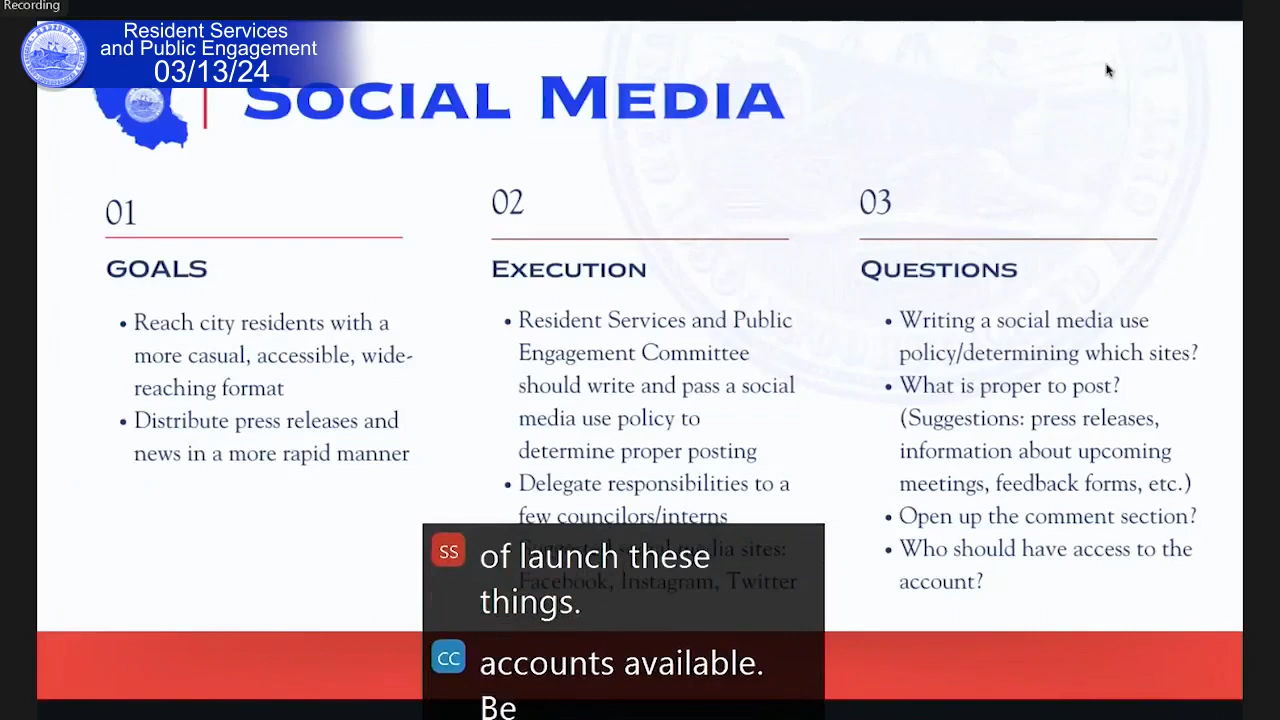 Recording
Resident Services
and Public Engagement
03/13/24
SOCIAL MEDIA
01
GOALS
• Reach city residents with a
more casual, accessible, wide-
reaching format
• Distribute press releases and
news in a more rapid manner
02
EXECUTION
• Resident Services and Public
Engagement Committee
should write and pass a social
media use policy to
determine proper posting
• Delegate responsibilities to a
few councilors/interns
media sites:
Facebook, Instagram, Twitter
03
QUESTIONS
• Writing a social media use
policy/determining which sites?
• What is proper to post?
(Suggestions: press releases,
information about upcoming
meetings, feedback forms, etc.)
• Open up the comment section?
• Who should have access to the
account?
SS
of launch these
things.
CC
accounts available.
Be